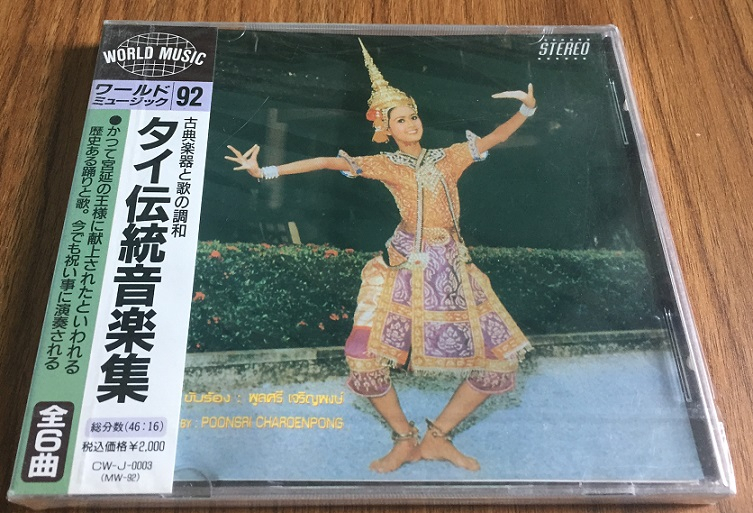 WORLD MUSIC
ワールド
ミュージック
92
古典楽器と歌の調和
タイ伝統音楽集
●かつて宮延の王様に献上されたといわれる
歴史ある踊りと歌。今でも祝い事に演奏される
全6曲
総分数(46:16)
税込価格¥2,000
CW-J-0003
(MW-92)
STEREO
ขับร้อง : พูลศรี เจริญพงษ์
BY : POONSRI CHAROENPONG